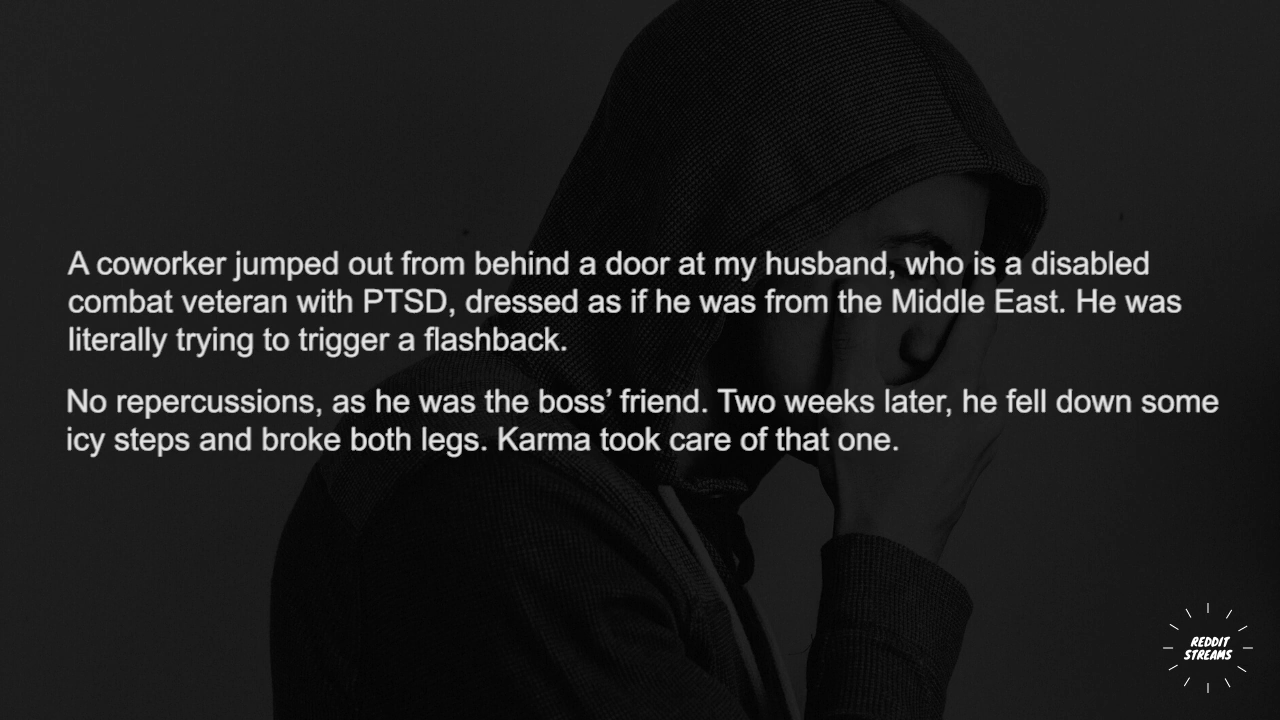 A coworker jumped out from behind a door at my husband, who is a disabled
combat veteran with PTSD, dressed as if he was from the Middle East. He was
literally trying to trigger a flashback.
No repercussions, as he was the boss’ friend. Two weeks later, he fell down some
icy steps and broke both legs. Karma took care of that one.
REDDIT
STREAMS